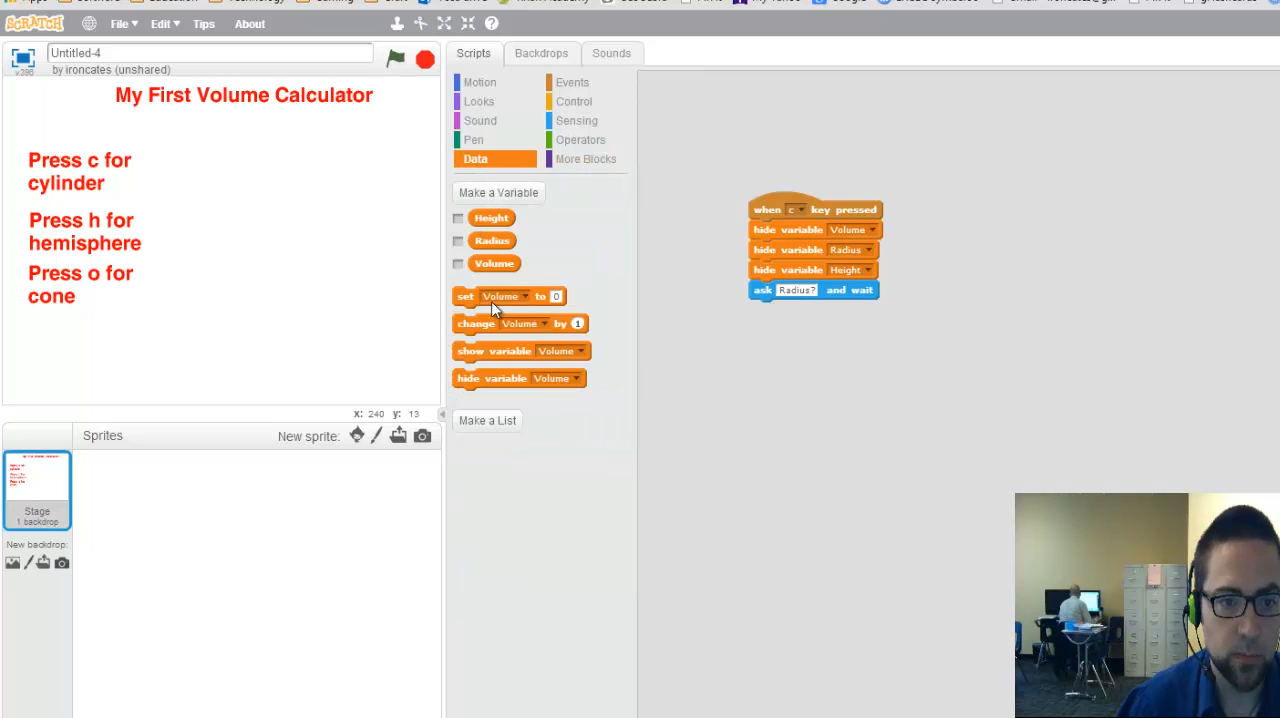 Apps
SCRATCH File Edit Tips About
Untitled-4
v396 by ironcates (unshared)
My First Volume Calculator
Press c for
cylinder
Press h for
hemisphere
Press o for
cone
x: 240 y: 13
Sprites New sprite:
Stage
1 backdrop
New backdrop:
Scripts Backdrops Sounds
Motion Events
Looks Control
Sound Sensing
Pen Operators
Data More Blocks
Make a Variable
Height
Radius
Volume
set Volume to 0
change Volume by 1
show variable Volume
hide variable Volume
Make a List
when c key pressed
hide variable Volume
hide variable Radius
hide variable Height
ask Radius? and wait